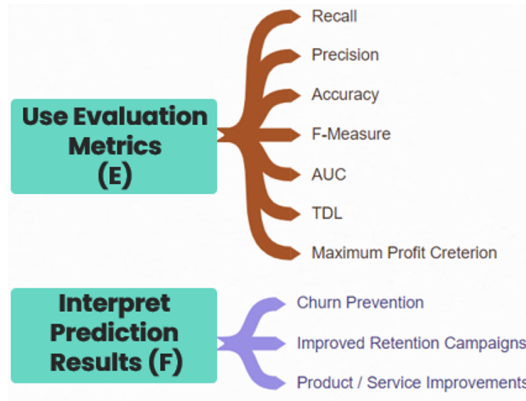 Use Evaluation
Metrics
(E)
Recall
Precision
Accuracy
F-Measure
AUC
TDL
Maximum Profit Creterion
Interpret
Prediction
Results (F)
Churn Prevention
Improved Retention Campaigns
Product / Service Improvements